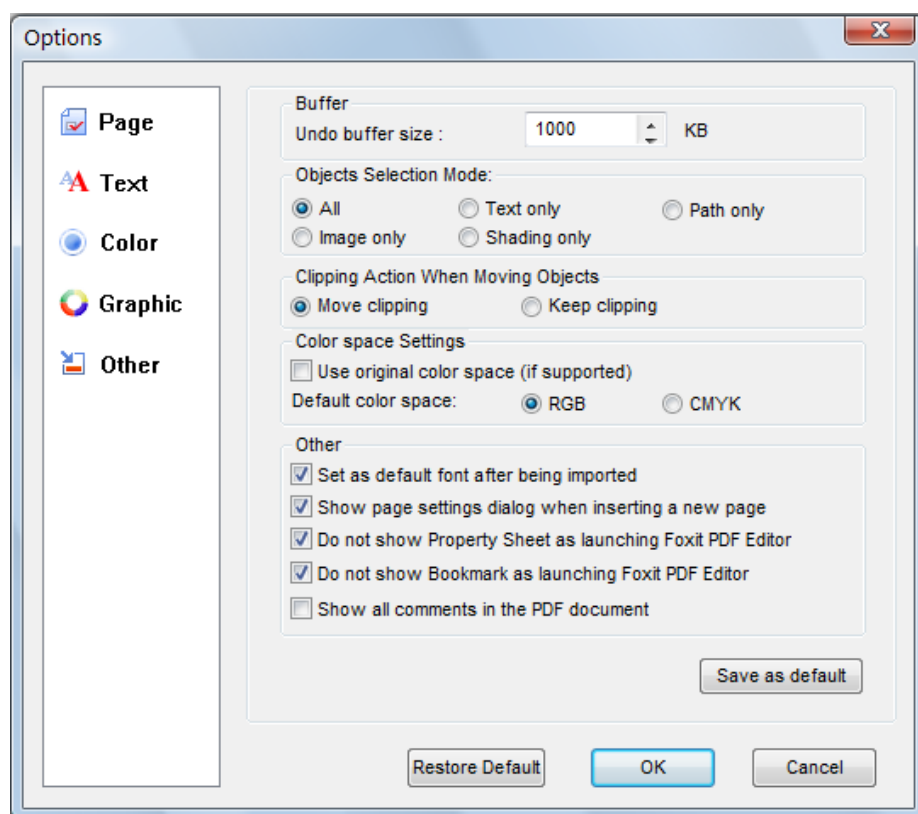 Options
Page
Text
Color
Graphic
Other
Buffer
Undo buffer size : 1000 KB
Objects Selection Mode:
All Text only Path only
Image only Shading only
Clipping Action When Moving Objects
Move clipping Keep clipping
Color space Settings
Use original color space (if supported)
Default color space: RGB CMYK
Other
Set as default font after being imported
Show page settings dialog when inserting a new page
Do not show Property Sheet as launching Foxit PDF Editor
Do not show Bookmark as launching Foxit PDF Editor
Show all comments in the PDF document
Save as default
Restore Default OK Cancel